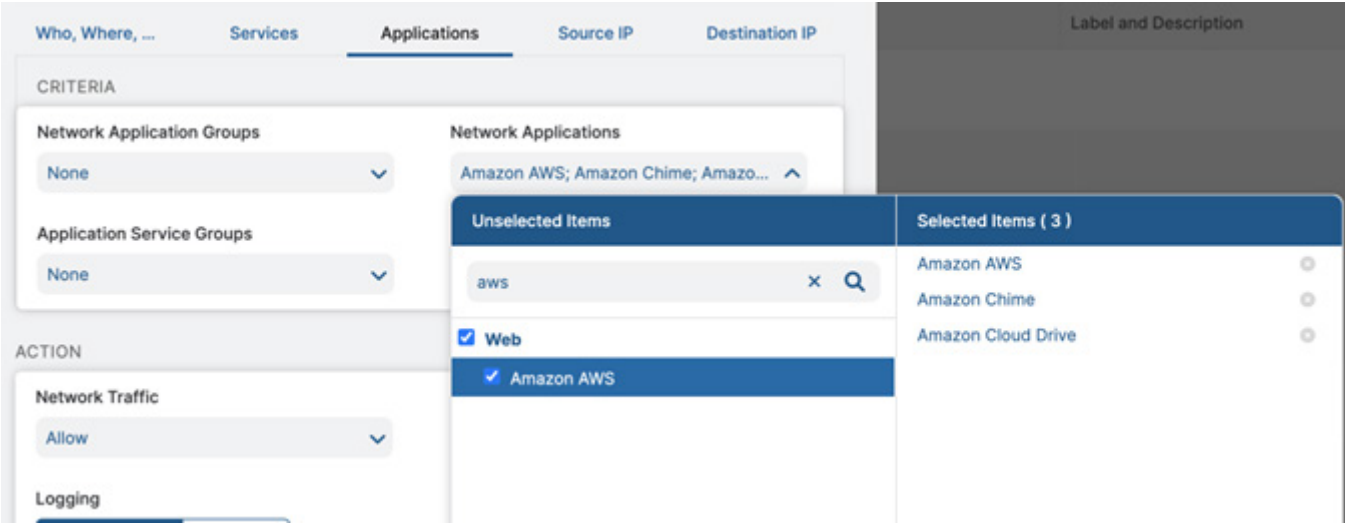 Who, Where, ...
Services
Applications
Source IP
Destination IP
Label and Description
CRITERIA
Network Application Groups
None
Network Applications
Amazon AWS; Amazon Chime; Amazo...
Application Service Groups
None
Unselected Items
aws
Web
Amazon AWS
Selected Items ( 3 )
Amazon AWS
Amazon Chime
Amazon Cloud Drive
ACTION
Network Traffic
Allow
Logging